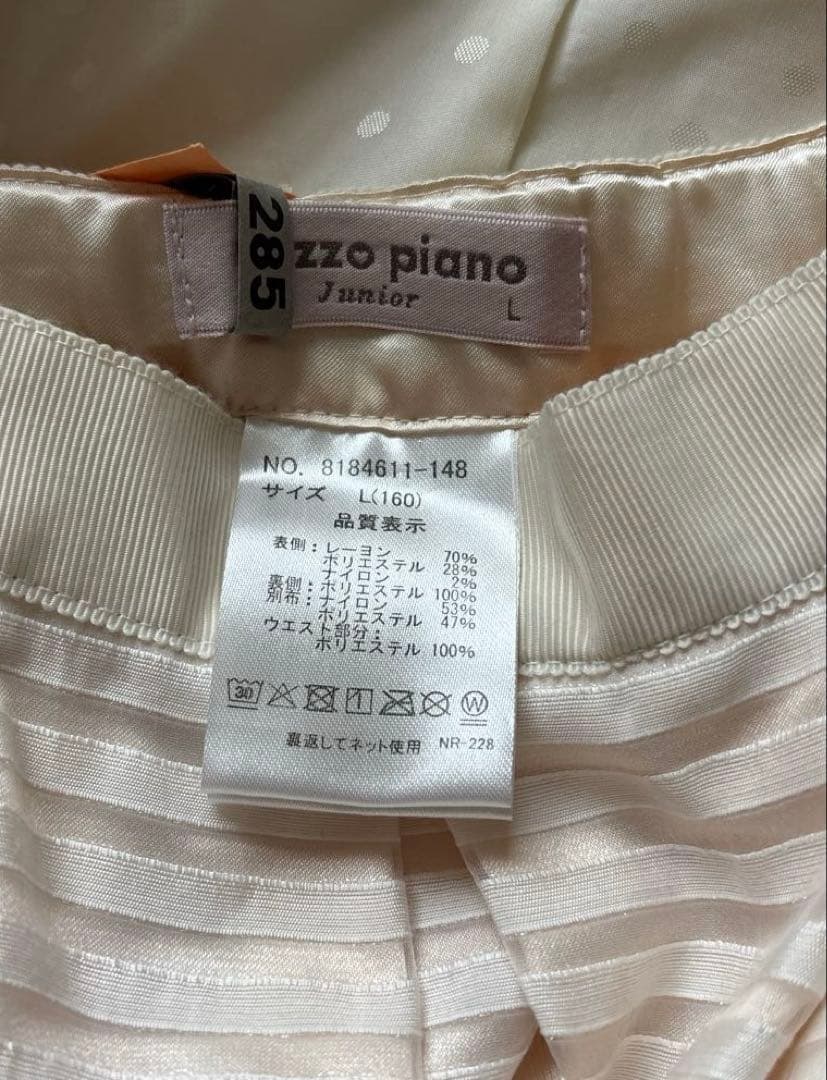 285
zzo piano
Junior
L
NO. 8184611-148
サイズ L(160)
品質表示
表側:レーヨン 70%
ポリエステル 28%
ナイロン 2%
裏側:ポリエステル 100%
別布:ナイロン 53%
ポリエステル 47%
ウエスト部分:
ポリエステル 100%
30 1 W
裏返してネット使用 NR-228